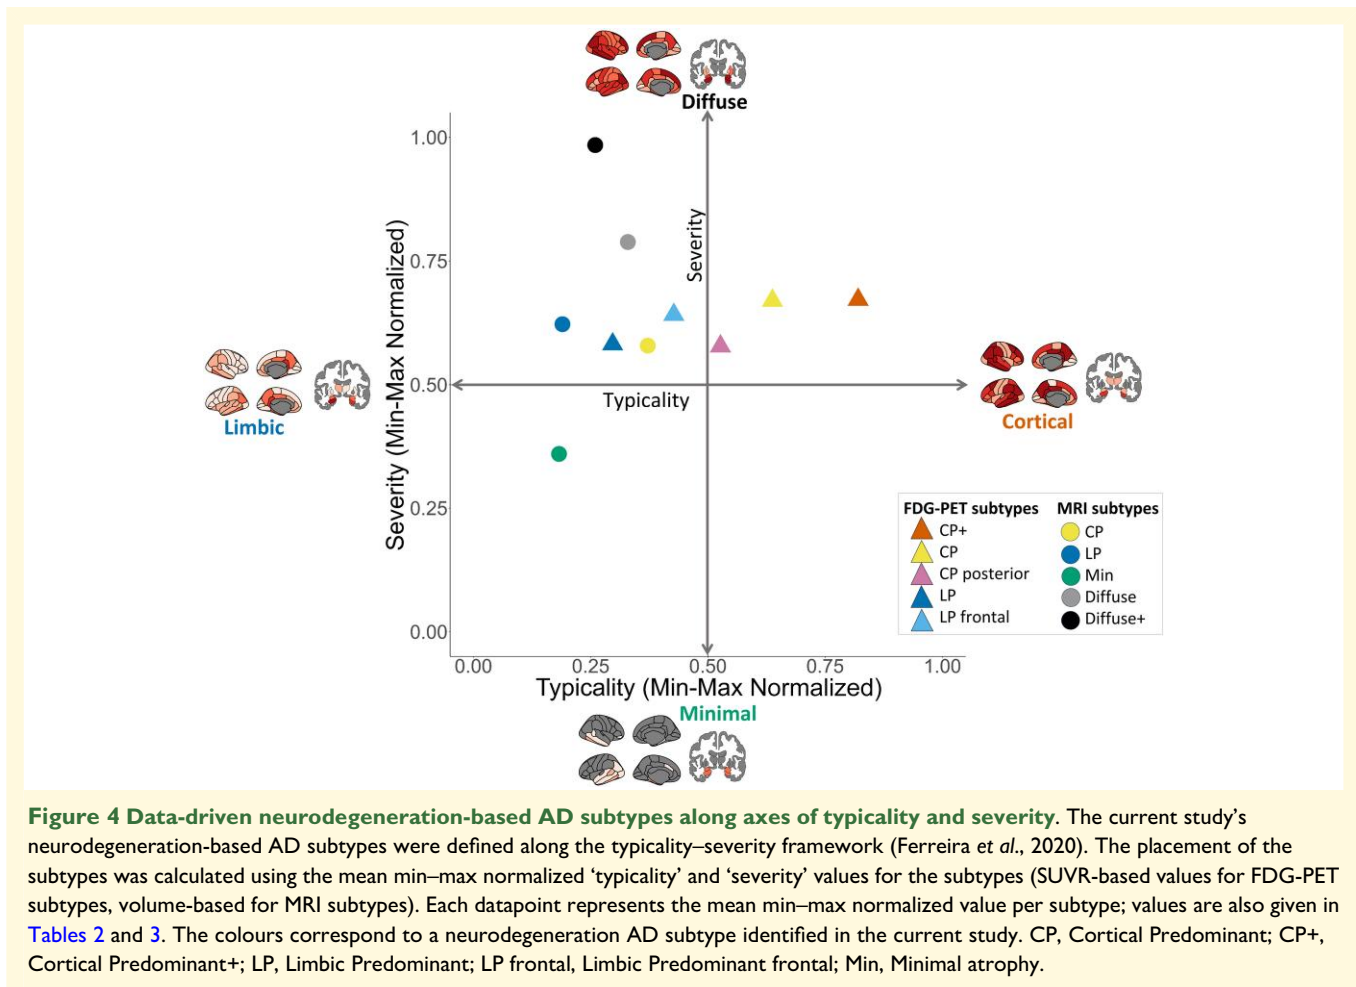 Diffuse
1.00
0.75
0.50
0.25
0.00
Severity (Min-Max Normalized)
Severity
Typicality
Limbic
Cortical
FDG-PET subtypes
CP+
CP
CP posterior
LP
LP frontal
MRI subtypes
CP
LP
Min
Diffuse
Diffuse+
0.00 0.25 0.50 0.75 1.00
Typicality (Min-Max Normalized)
Minimal
Figure 4 Data-driven neurodegeneration-based AD subtypes along axes of typicality and severity. The current study's
neurodegeneration-based AD subtypes were defined along the typicality–severity framework (Ferreira et al., 2020). The placement of the
subtypes was calculated using the mean min–max normalized ‘typicality’ and ‘severity’ values for the subtypes (SUVR-based values for FDG-PET
subtypes, volume-based for MRI subtypes). Each datapoint represents the mean min–max normalized value per subtype; values are also given in
Tables 2 and 3. The colours correspond to a neurodegeneration AD subtype identified in the current study. CP, Cortical Predominant; CP+,
Cortical Predominant+; LP, Limbic Predominant; LP frontal, Limbic Predominant frontal; Min, Minimal atrophy.